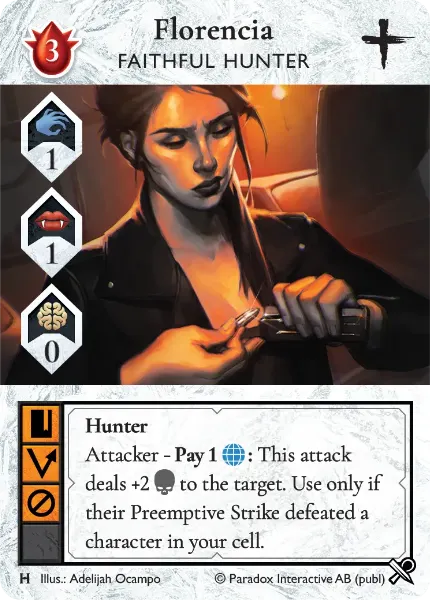 Florencia
3
FAITHFUL HUNTER
1
1
0
Hunter
Attacker - Pay 1 : This attack
deals +2 to the target. Use only if
their Preemptive Strike defeated a
character in your cell.
H Illus.: Adelijah Ocampo © Paradox Interactive AB (publ)